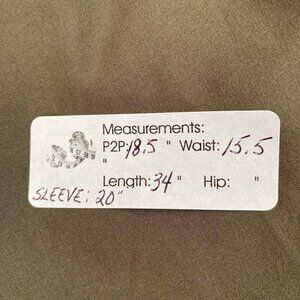 Measurements:
P2P: 18.5 " Waist: 15.5
"
Length: 34 " Hip: "
SLEEVE: 20"